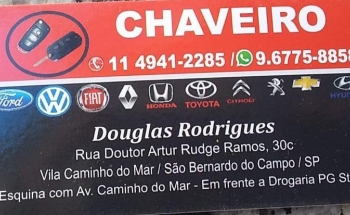 CHAVEIRO
11 4941-2285 / 9.6775-8858
Ford FIAT HONDA TOYOTA CITROËN
Douglas Rodrigues
Rua Doutor Artur Rudge Ramos, 30c
Vila Caminho do Mar / São Bernardo do Campo / SP
Esquina com Av. Caminho do Mar - Em frente a Drogaria PG